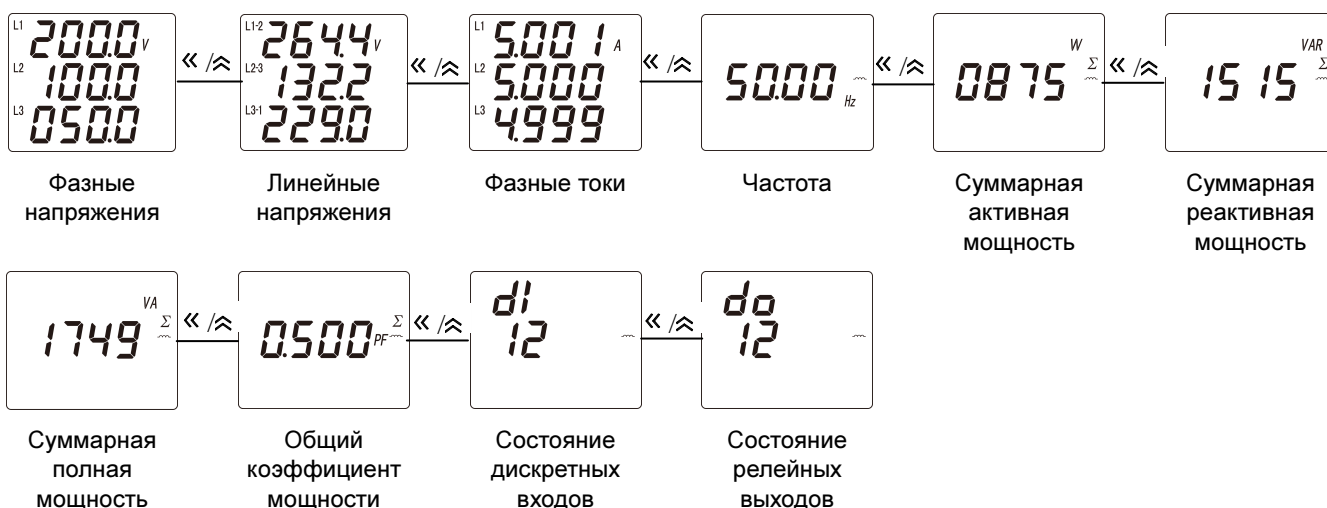 L1 200.0 V
L2 100.0
L3 050.0
« /
L1-2 264.4 V
L2-3 132.2
L3-1 229.0
« /
L1 5.001 A
L2 5.000
L3 4.999
« /
50.00 Hz
« /
W
0875 Σ
« /
VAR
1515 Σ
Фазные
напряжения
Линейные
напряжения
Фазные токи
Частота
Суммарная
активная
мощность
Суммарная
реактивная
мощность
VA
1749 Σ
« /
0.500 PF Σ
« /
di
12
« /
do
12
Суммарная
полная
мощность
Общий
коэффициент
мощности
Состояние
дискретных
входов
Состояние
релейных
выходов